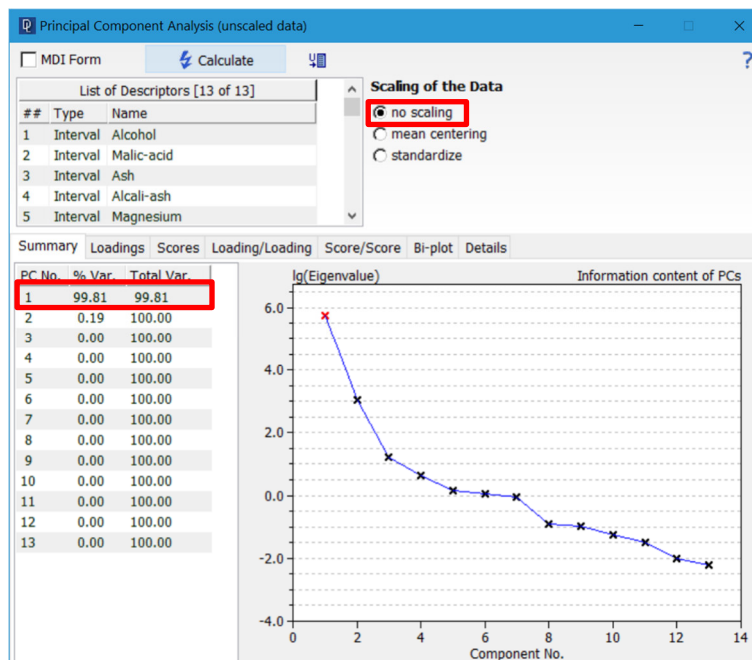 Principal Component Analysis (unscaled data)
MDI Form
Calculate
?
List of Descriptors [13 of 13]
## Type Name
1 Interval Alcohol
2 Interval Malic-acid
3 Interval Ash
4 Interval Alcali-ash
5 Interval Magnesium
Scaling of the Data
no scaling
mean centering
standardize
Summary Loadings Scores Loading/Loading Score/Score Bi-plot Details
PC No. % Var. Total Var.
1 99.81 99.81
2 0.19 100.00
3 0.00 100.00
4 0.00 100.00
5 0.00 100.00
6 0.00 100.00
7 0.00 100.00
8 0.00 100.00
9 0.00 100.00
10 0.00 100.00
11 0.00 100.00
12 0.00 100.00
13 0.00 100.00
lg(Eigenvalue) Information content of PCs
6.0
4.0
2.0
0.0
-2.0
-4.0
0 2 4 6 8 10 12 14
Component No.